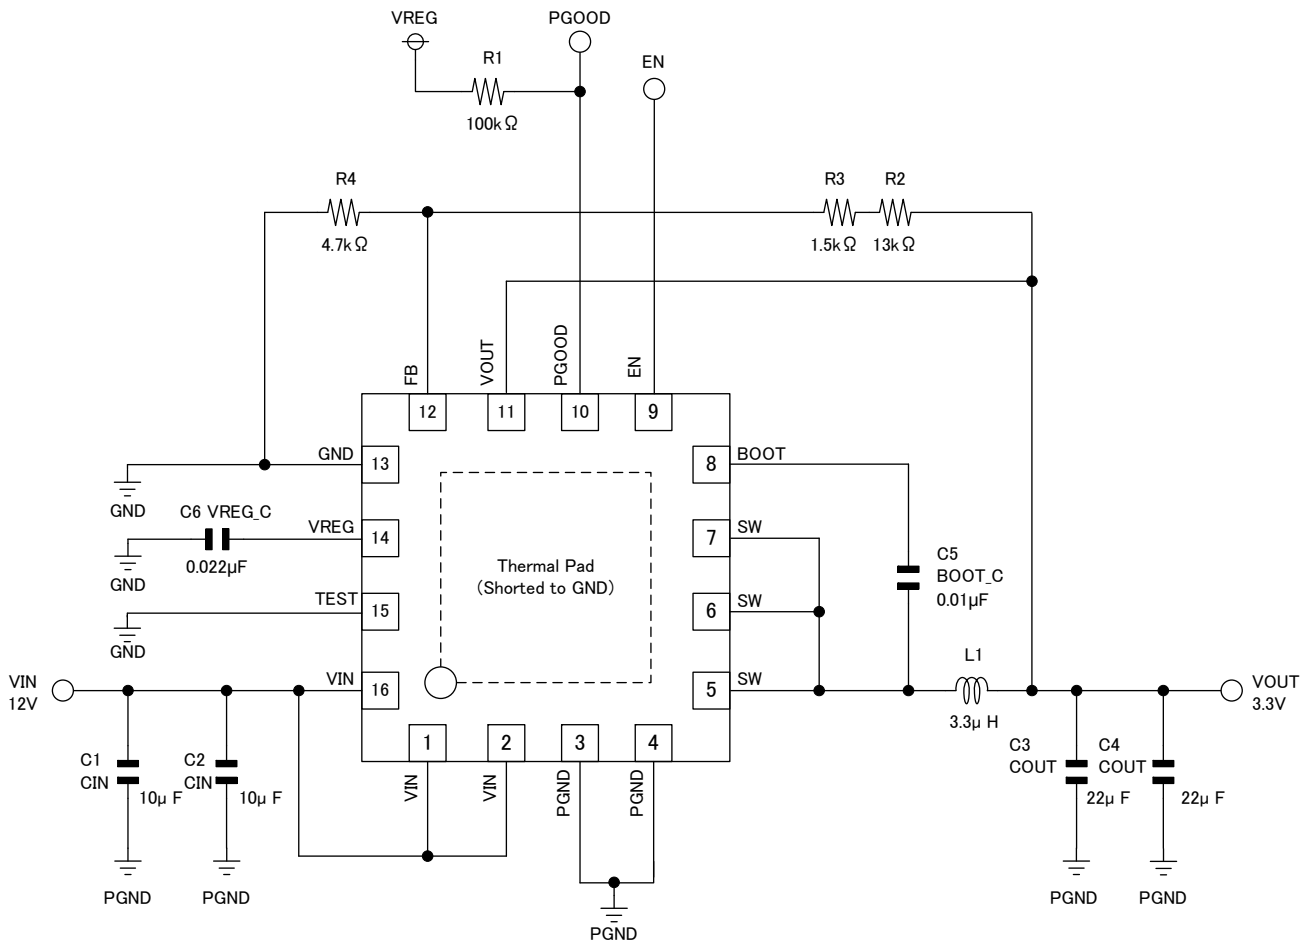 VREG
PGOOD
R1
EN
100kΩ
R4
R3
R2
4.7kΩ
1.5kΩ
13kΩ
FB
VOUT
PGOOD
EN
12
11
10
9
GND
13
8
BOOT
GND
C6 VREG_C
VREG
14
7
SW
0.022μF
GND
Thermal Pad
(Shorted to GND)
C5
BOOT_C
0.01μF
TEST
15
6
SW
GND
L1
VIN
12V
VIN
16
5
SW
3.3μ H
VOUT
3.3V
1
2
3
4
C1
CIN
10μ F
C2
CIN
10μ F
VIN
VIN
PGND
PGND
C3
COUT
22μ F
C4
COUT
22μ F
PGND
PGND
PGND
PGND
PGND